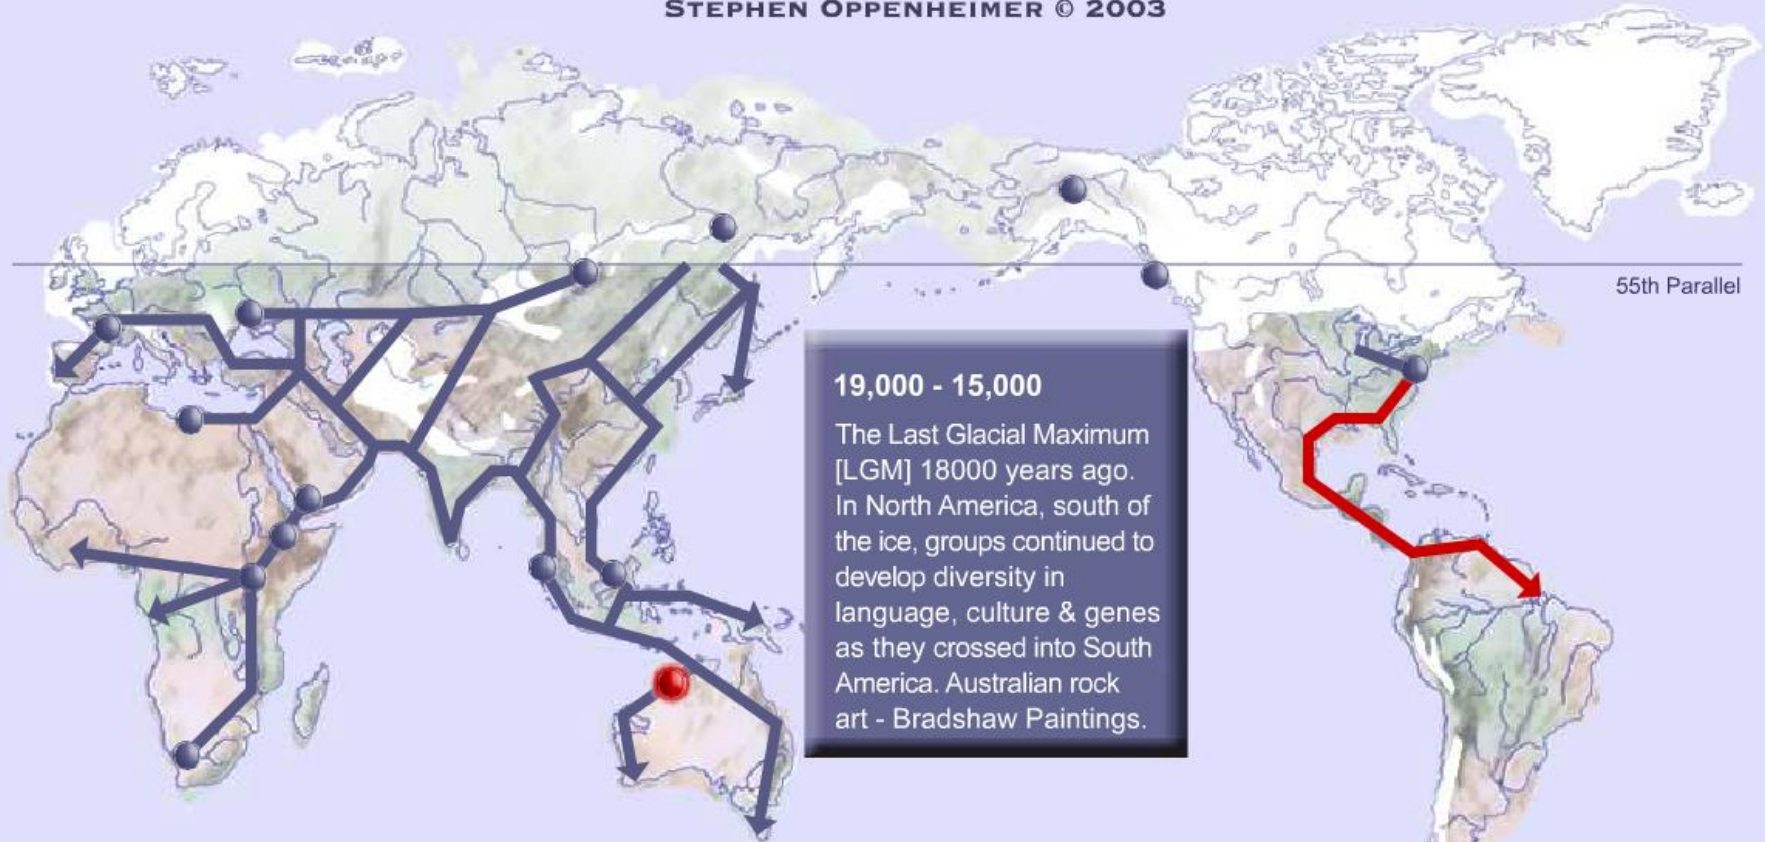 STEPHEN OPPENHEIMER © 2003
55th Parallel
19,000 - 15,000
The Last Glacial Maximum
[LGM] 18000 years ago.
In North America, south of
the ice, groups continued to
develop diversity in
language, culture & genes
as they crossed into South
America. Australian rock
art - Bradshaw Paintings.